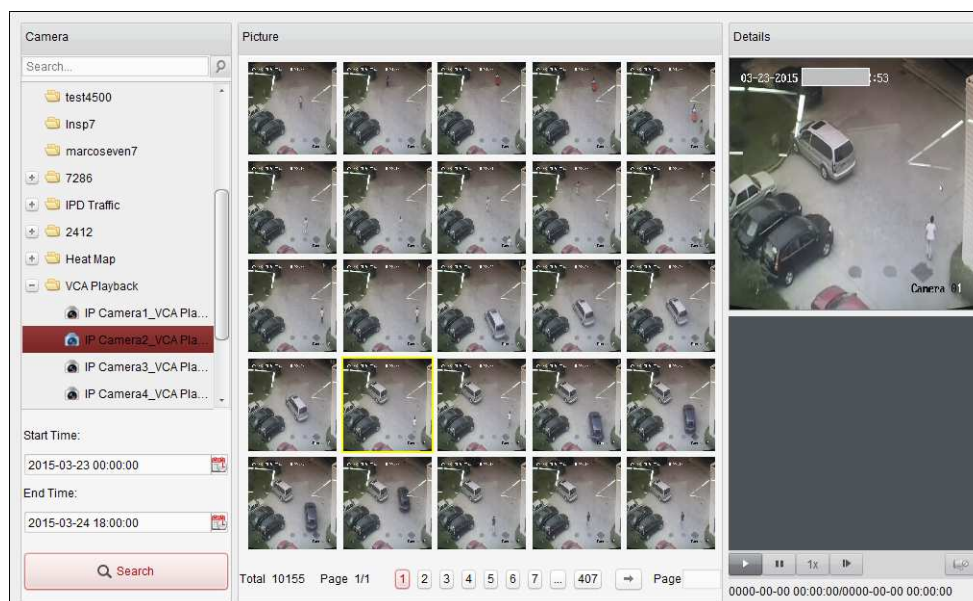 Camera
Search...
test4500
Insp7
marcoseven7
7286
IPD Traffic
2412
Heat Map
VCA Playback
IP Camera1_VCA Pla...
IP Camera2_VCA Pla...
IP Camera3_VCA Pla...
IP Camera4_VCA Pla...
Start Time:
2015-03-23 00:00:00
End Time:
2015-03-24 18:00:00
Search
Picture
Total 10155 Page 1/1 1 2 3 4 5 6 7 ... 407 Page
Details
03-23-2015 :53
Camera 01
1x
0000-00-00 00:00:00/0000-00-00 00:00:00